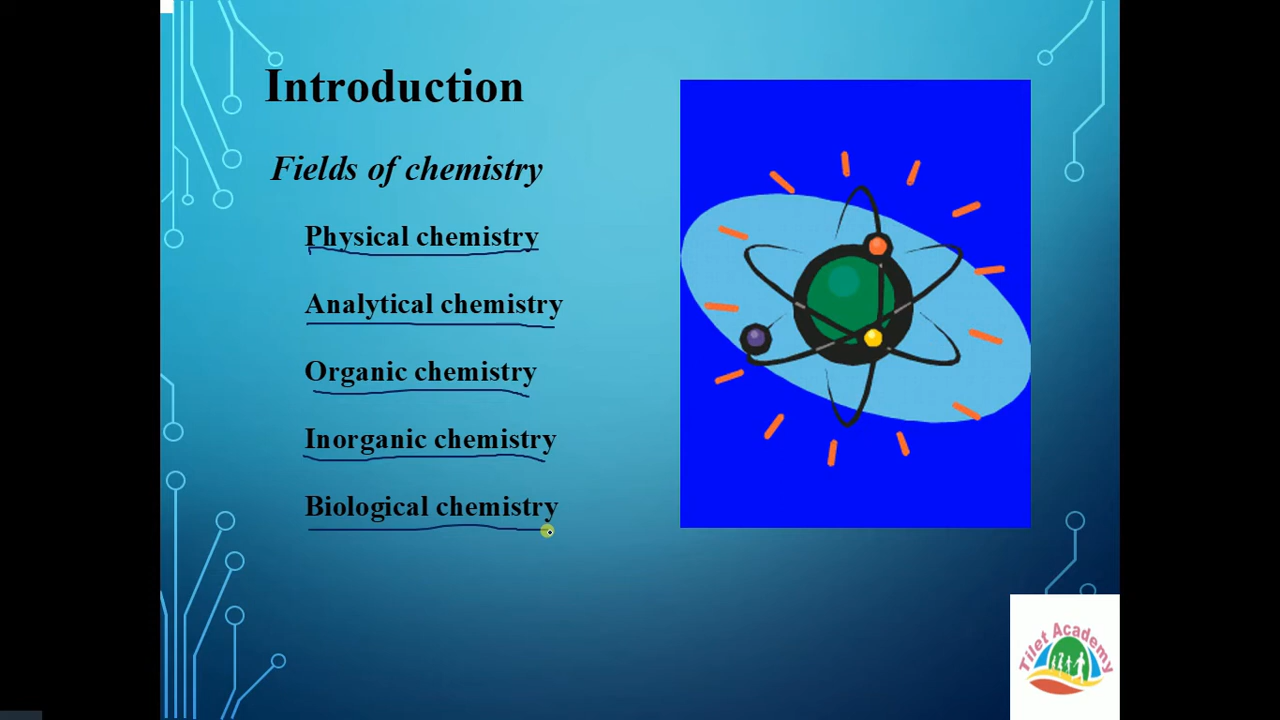 Introduction
Fields of chemistry
Physical chemistry
Analytical chemistry
Organic chemistry
Inorganic chemistry
Biological chemistry
Tilet Academy